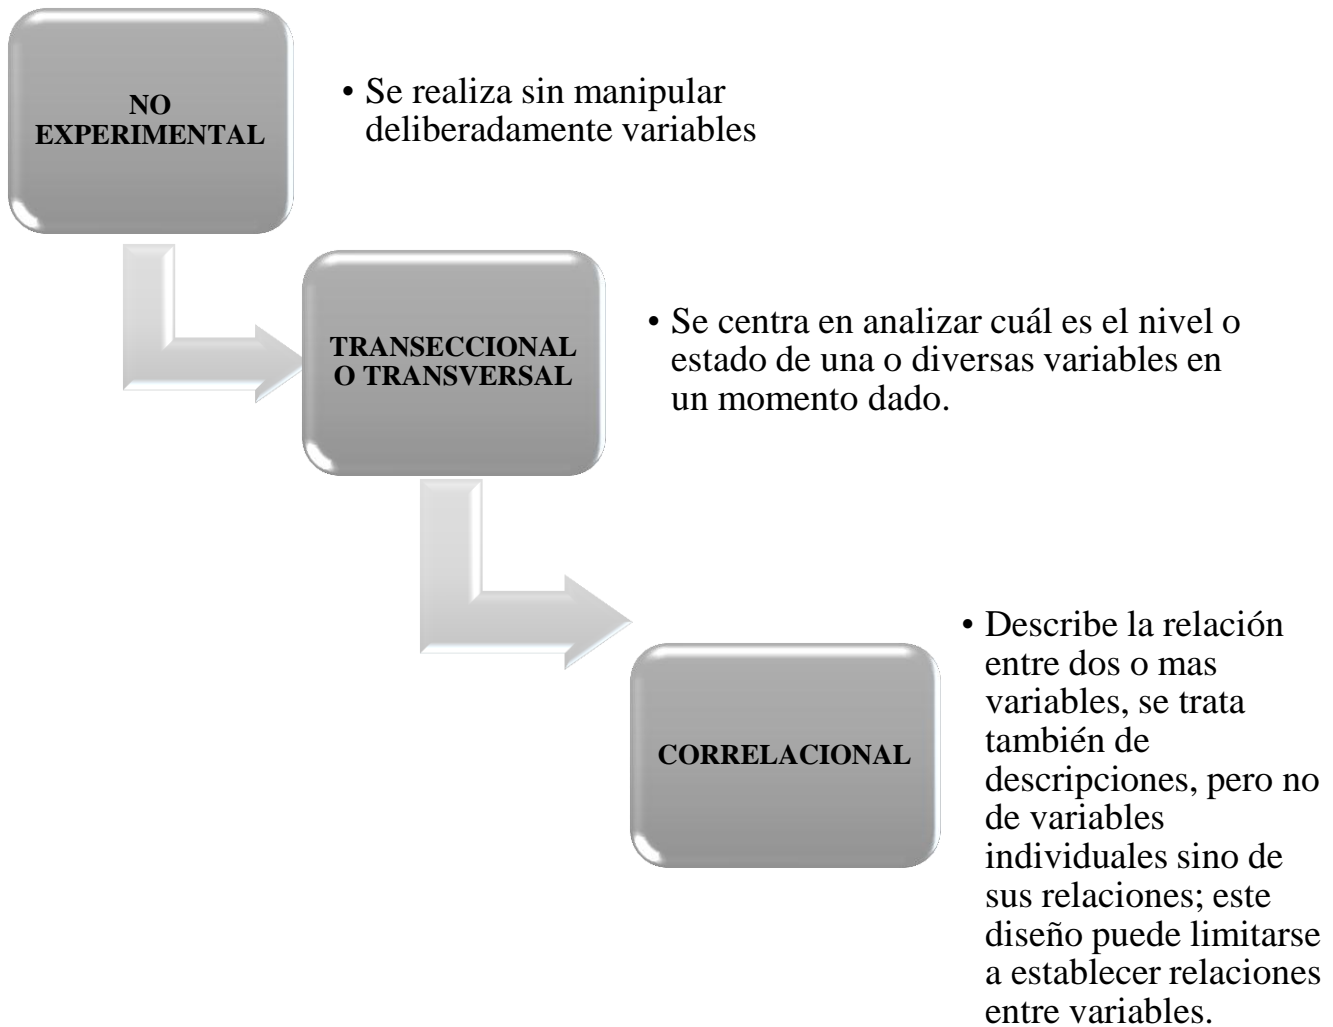 NO
EXPERIMENTAL
• Se realiza sin manipular
deliberadamente variables
TRANSECCIONAL
O TRANSVERSAL
• Se centra en analizar cuál es el nivel o
estado de una o diversas variables en
un momento dado.
CORRELACIONAL
• Describe la relación
entre dos o mas
variables, se trata
también de
descripciones, pero no
de variables
individuales sino de
sus relaciones; este
diseño puede limitarse
a establecer relaciones
entre variables.